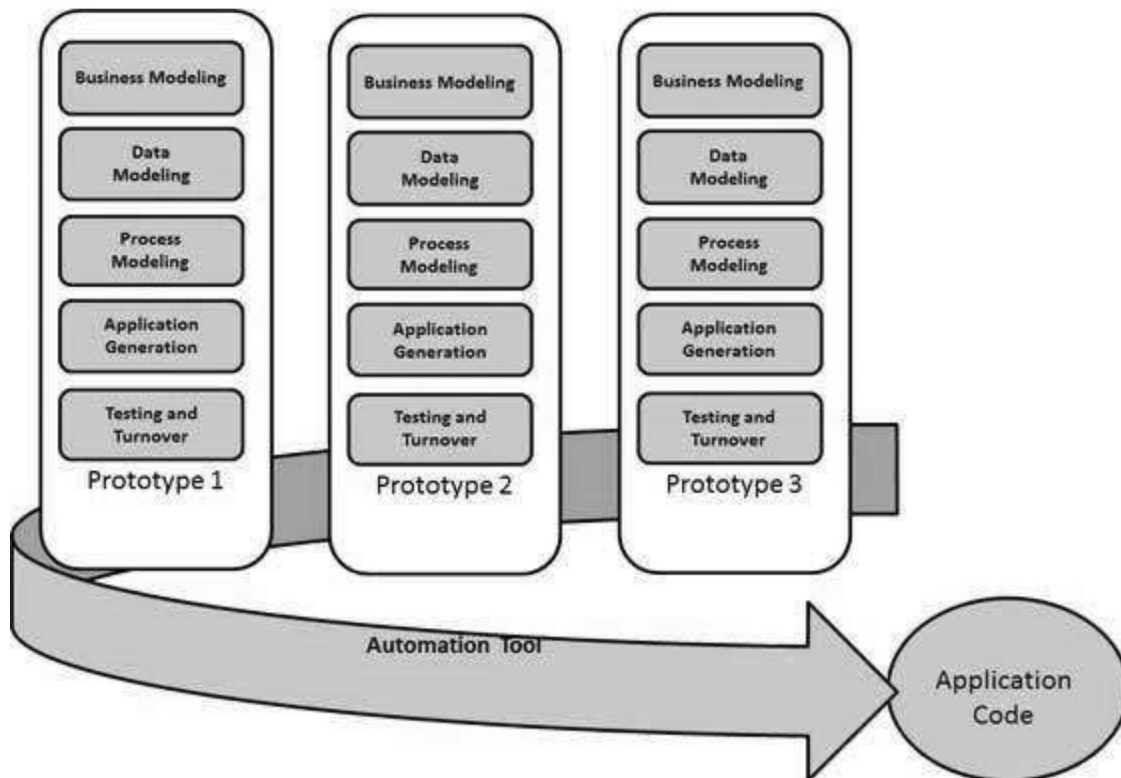 Business Modeling
Data
Modeling
Process
Modeling
Application
Generation
Testing and
Turnover
Prototype 1
Business Modeling
Data
Modeling
Process
Modeling
Application
Generation
Testing and
Turnover
Prototype 2
Business Modeling
Data
Modeling
Process
Modeling
Application
Generation
Testing and
Turnover
Prototype 3
Automation Tool
Application
Code